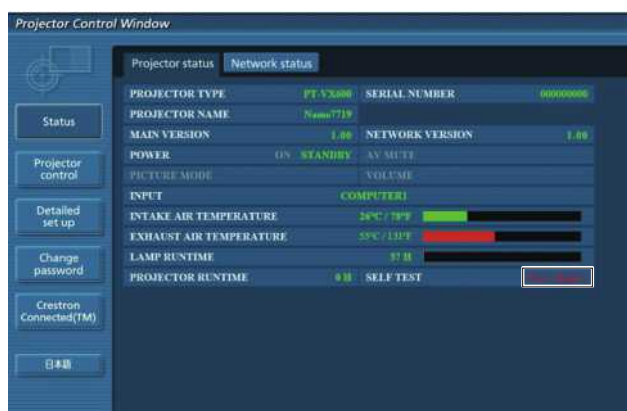 Projector Control Window
Projector status Network status
PROJECTOR TYPE PT-VX600 SERIAL NUMBER 000000000
PROJECTOR NAME Name7719
MAIN VERSION 1.00 NETWORK VERSION 1.00
POWER ON STANDBY AV MUTE
PICTURE MODE VOLUME
INPUT COMPUTER1
INTAKE AIR TEMPERATURE 26°C / 78°F
EXHAUST AIR TEMPERATURE 55°C / 131°F
LAMP RUNTIME 57 H
PROJECTOR RUNTIME 0 H SELF TEST
Status
Projector
control
Detailed
set up
Change
password
Crestron
Connected(TM)
日本語